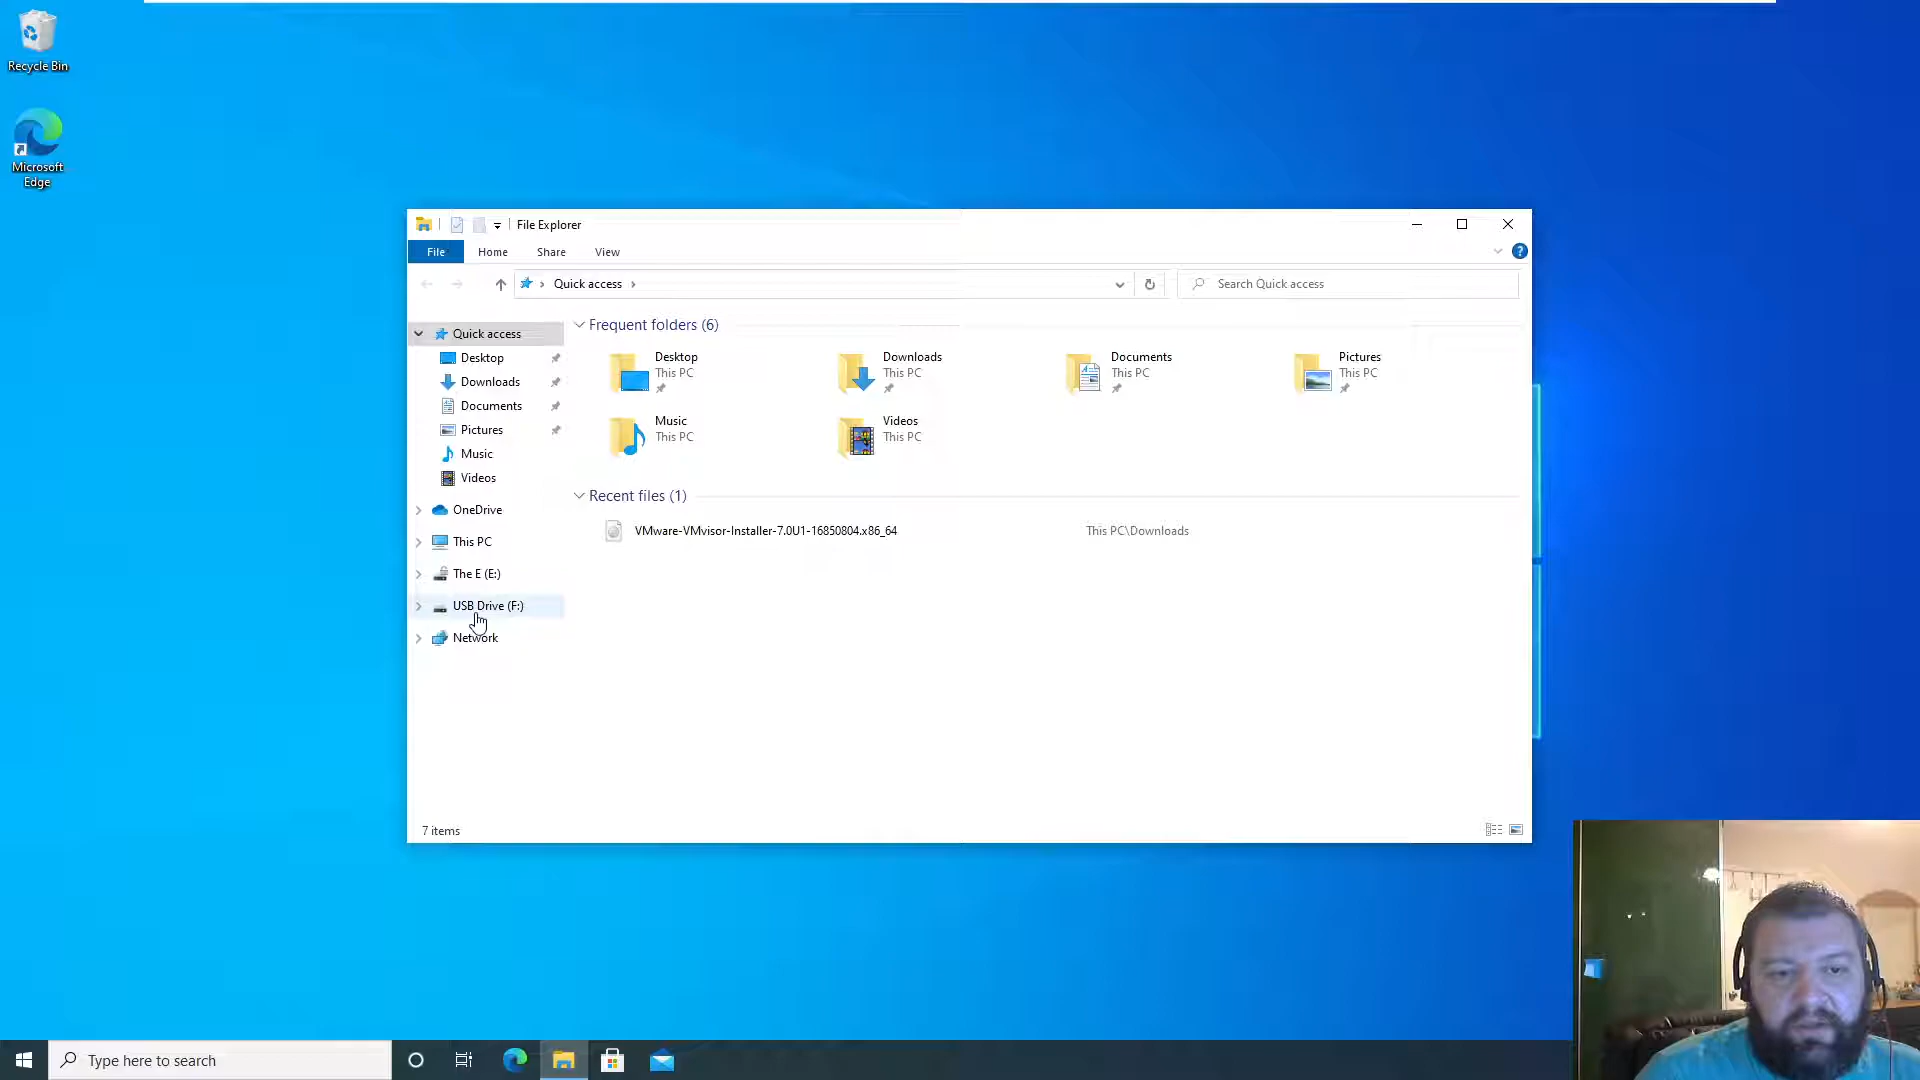 Recycle Bin
Microsoft
Edge
File Explorer
File
Home
Share
View
Quick access
Search Quick access
Quick access
Desktop
Downloads
Documents
Pictures
Music
Videos
OneDrive
This PC
The E (E:)
USB Drive (F:)
Network
Frequent folders (6)
Desktop
This PC
Downloads
This PC
Documents
This PC
Pictures
This PC
Music
This PC
Videos
This PC
Recent files (1)
VMware-VMvisor-Installer-7.0U1-16850804.x86_64
This PC\Downloads
7 items
Type here to search